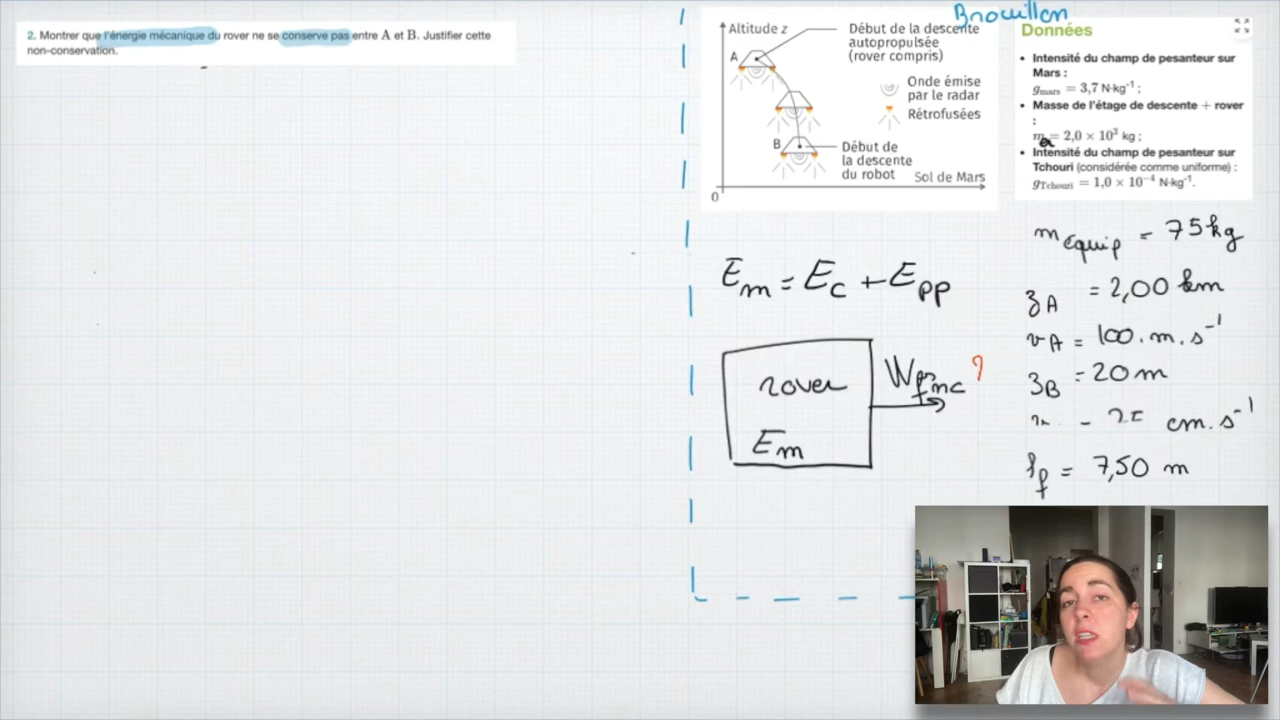 2. Montrer que l'énergie mécanique du rover ne se conserve pas entre A et B. Justifier cette
non-conservation.
Brouillon
Altitude z
Début de la descente
autopropulsée
(rover compris)
A
Onde émise
par le radar
Rétrofusées
B
Début de
la descente
du robot
Sol de Mars
0
Données
• Intensité du champ de pesanteur sur
Mars :
gmars = 3,7 N·kg⁻¹ ;
• Masse de l'étage de descente + rover
:
= 2,0 × 10³ kg ;
• Intensité du champ de pesanteur sur
Tchouri (considérée comme uniforme) :
gTchouri = 1,0 × 10⁻⁴ N·kg⁻¹.
Em = Ec + Epp
rover
Em
Wfnc ?
méquip = 75 kg
zA = 2,00 km
vA = 100 m.s⁻¹
zB = 20 m
cm.s⁻¹
= 7,50 m